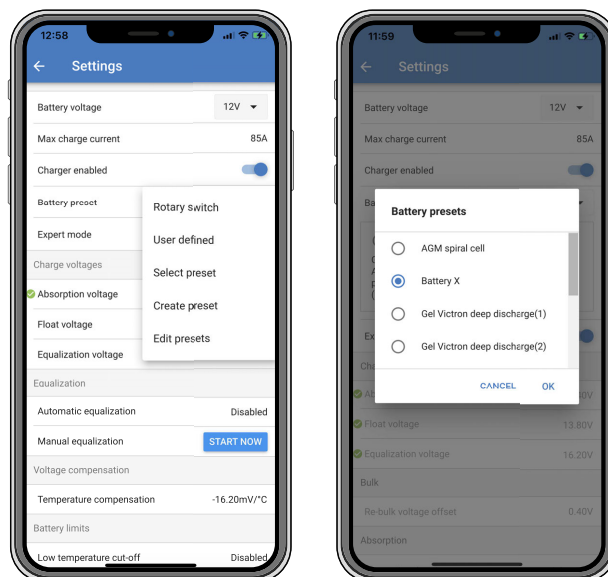 12:58
Settings
Battery voltage 12V
Max charge current 85A
Charger enabled
Battery preset
Expert mode
Rotary switch
User defined
Select preset
Create preset
Edit presets
Charge voltages
Absorption voltage
Float voltage
Equalization voltage
Equalization
Automatic equalization Disabled
Manual equalization START NOW
Voltage compensation
Temperature compensation -16.20mV/°C
Battery limits
Low temperature cut-off Disabled
11:59
Settings
Battery voltage 12V
Max charge current 85A
Charger enabled
Battery presets
AGM spiral cell
Battery X
Gel Victron deep discharge(1)
Gel Victron deep discharge(2)
CANCEL OK
Float voltage 13.80V
Equalization voltage 16.20V
Bulk
Re-bulk voltage offset 0.40V
Absorption